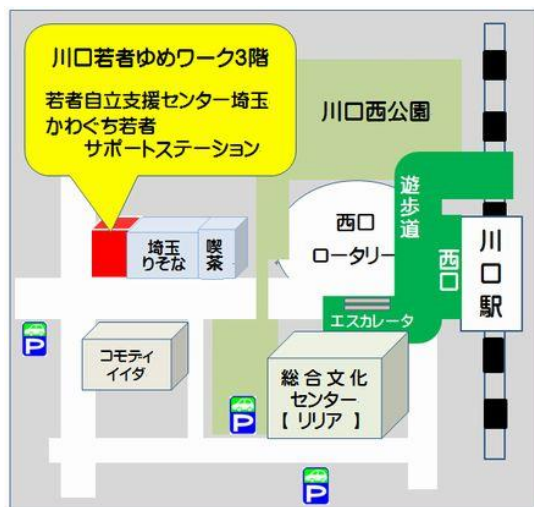 川口若者ゆめワーク3階
若者自立支援センター埼玉
かわぐち若者
サポートステーション
川口西公園
遊歩道
西口
ロータリー
西口
川口駅
埼玉
りそな
喫茶
エスカレータ
コモディ
イイダ
総合文化
センター
【リリア】
P
P
P